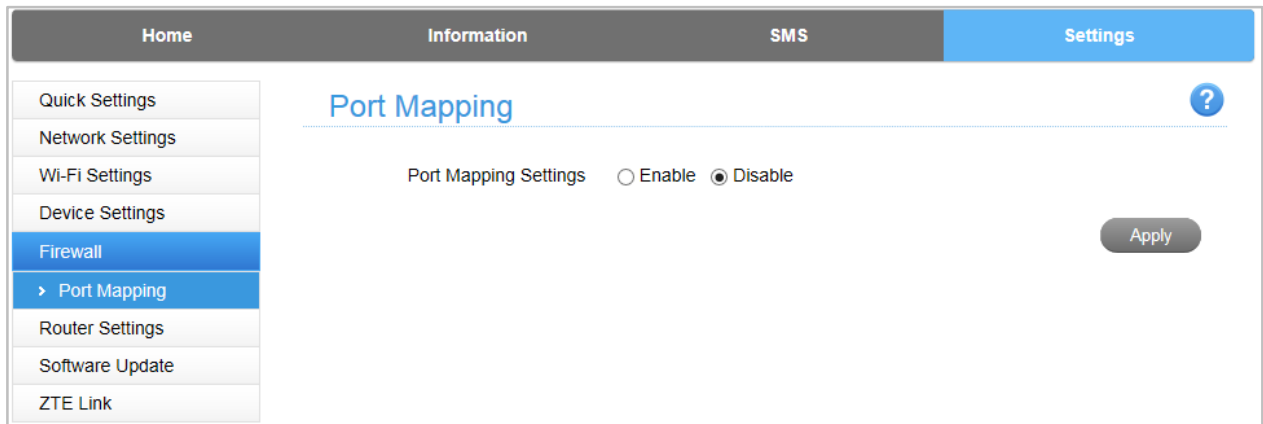 Home Information SMS Settings
Quick Settings
Network Settings
Wi-Fi Settings
Device Settings
Firewall
> Port Mapping
Router Settings
Software Update
ZTE Link
Port Mapping ?
Port Mapping Settings Enable Disable
Apply